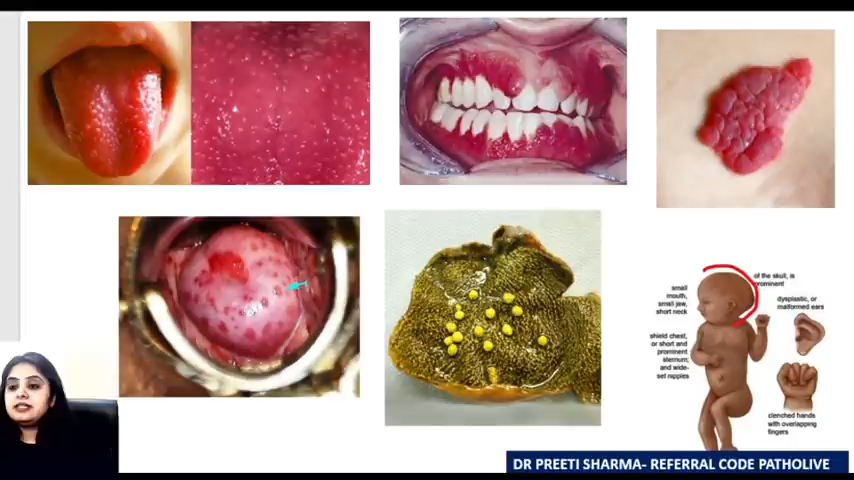 of the skull, is
prominent
small
mouth,
small jaw,
short neck
dysplastic, or
malformed ears
shield chest,
or short and
prominent
sternum;
and wide-
set nipples
clenched hands
with overlapping
fingers
DR PREETI SHARMA- REFERRAL CODE PATHOLIVE